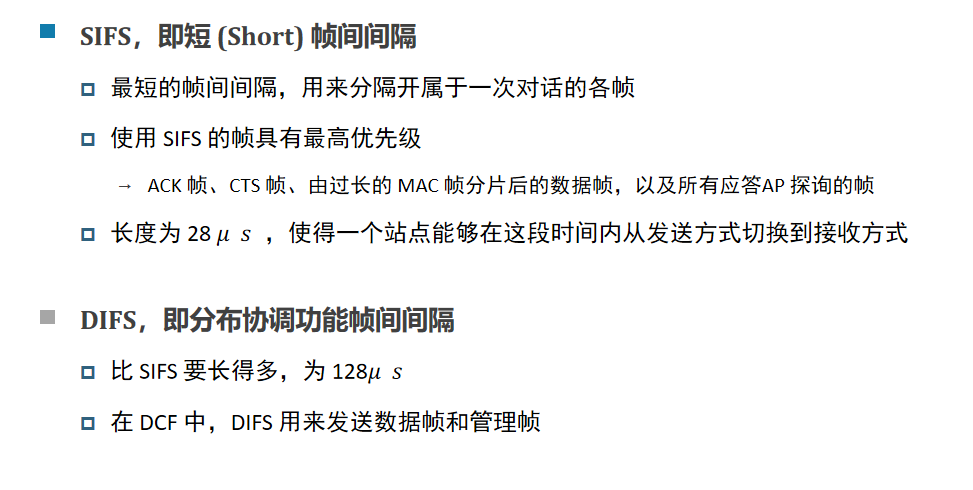 SIFS，即短 (Short) 帧间间隔
最短的帧间间隔，用来分隔开属于一次对话的各帧
使用 SIFS 的帧具有最高优先级
→ ACK 帧、CTS 帧、由过长的 MAC 帧分片后的数据帧，以及所有应答AP 探询的帧
长度为 28 μ s ，使得一个站点能够在这段时间内从发送方式切换到接收方式
DIFS，即分布协调功能帧间间隔
比 SIFS 要长得多，为 128μ s
在 DCF 中，DIFS 用来发送数据帧和管理帧